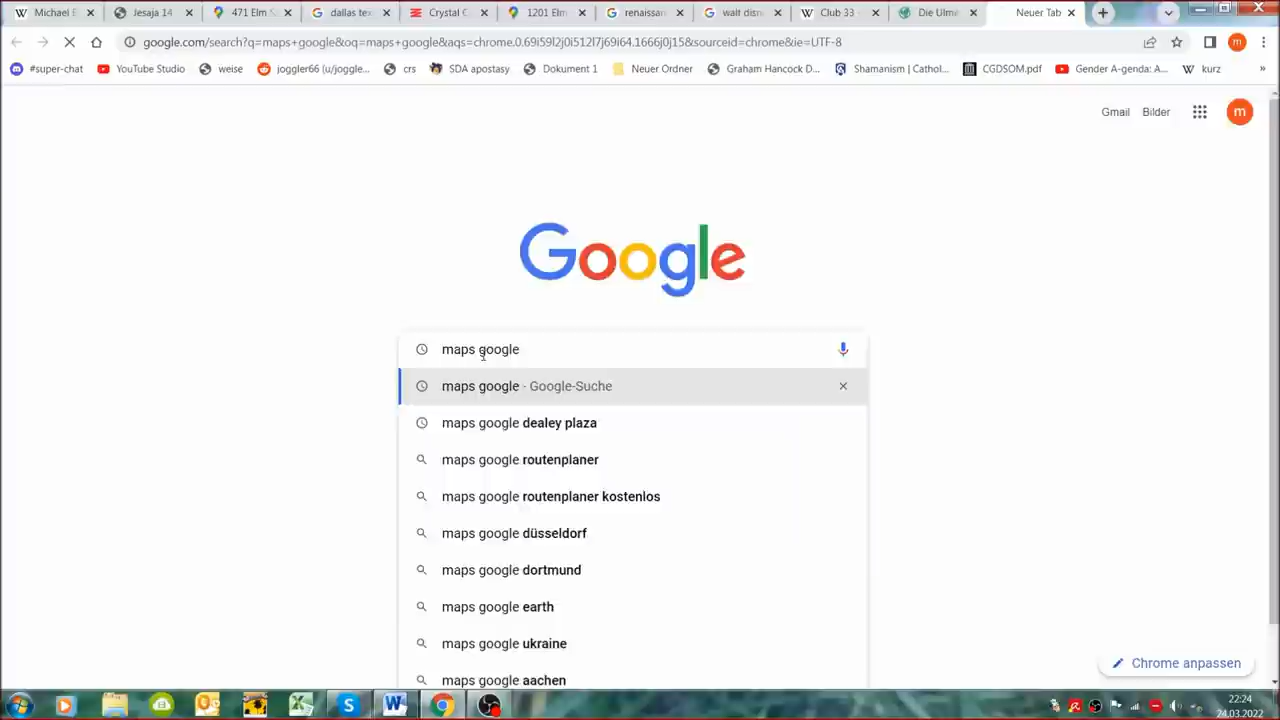 Michael E
Jesaja 14
471 Elm S
dallas tex
Crystal C
1201 Elm
renaissan
walt disn
Club 33
Die Ulme
Neuer Tab
google.com/search?q=maps+google&oq=maps+google&aqs=chrome.0.69i59l2j0i512l7j69i64.1666j0j15&sourceid=chrome&ie=UTF-8
#super-chat
YouTube Studio
weise
joggler66 (u/joggle...
crs
SDA apostasy
Dokument 1
Neuer Ordner
Graham Hancock D...
Shamanism | Cathol...
CGDSOM.pdf
Gender A-genda: A...
kurz
»
Gmail
Bilder
m
Google
maps google
maps google - Google-Suche
maps google dealey plaza
maps google routenplaner
maps google routenplaner kostenlos
maps google düsseldorf
maps google dortmund
maps google earth
maps google ukraine
maps google aachen
Chrome anpassen
22:24
24.03.2022